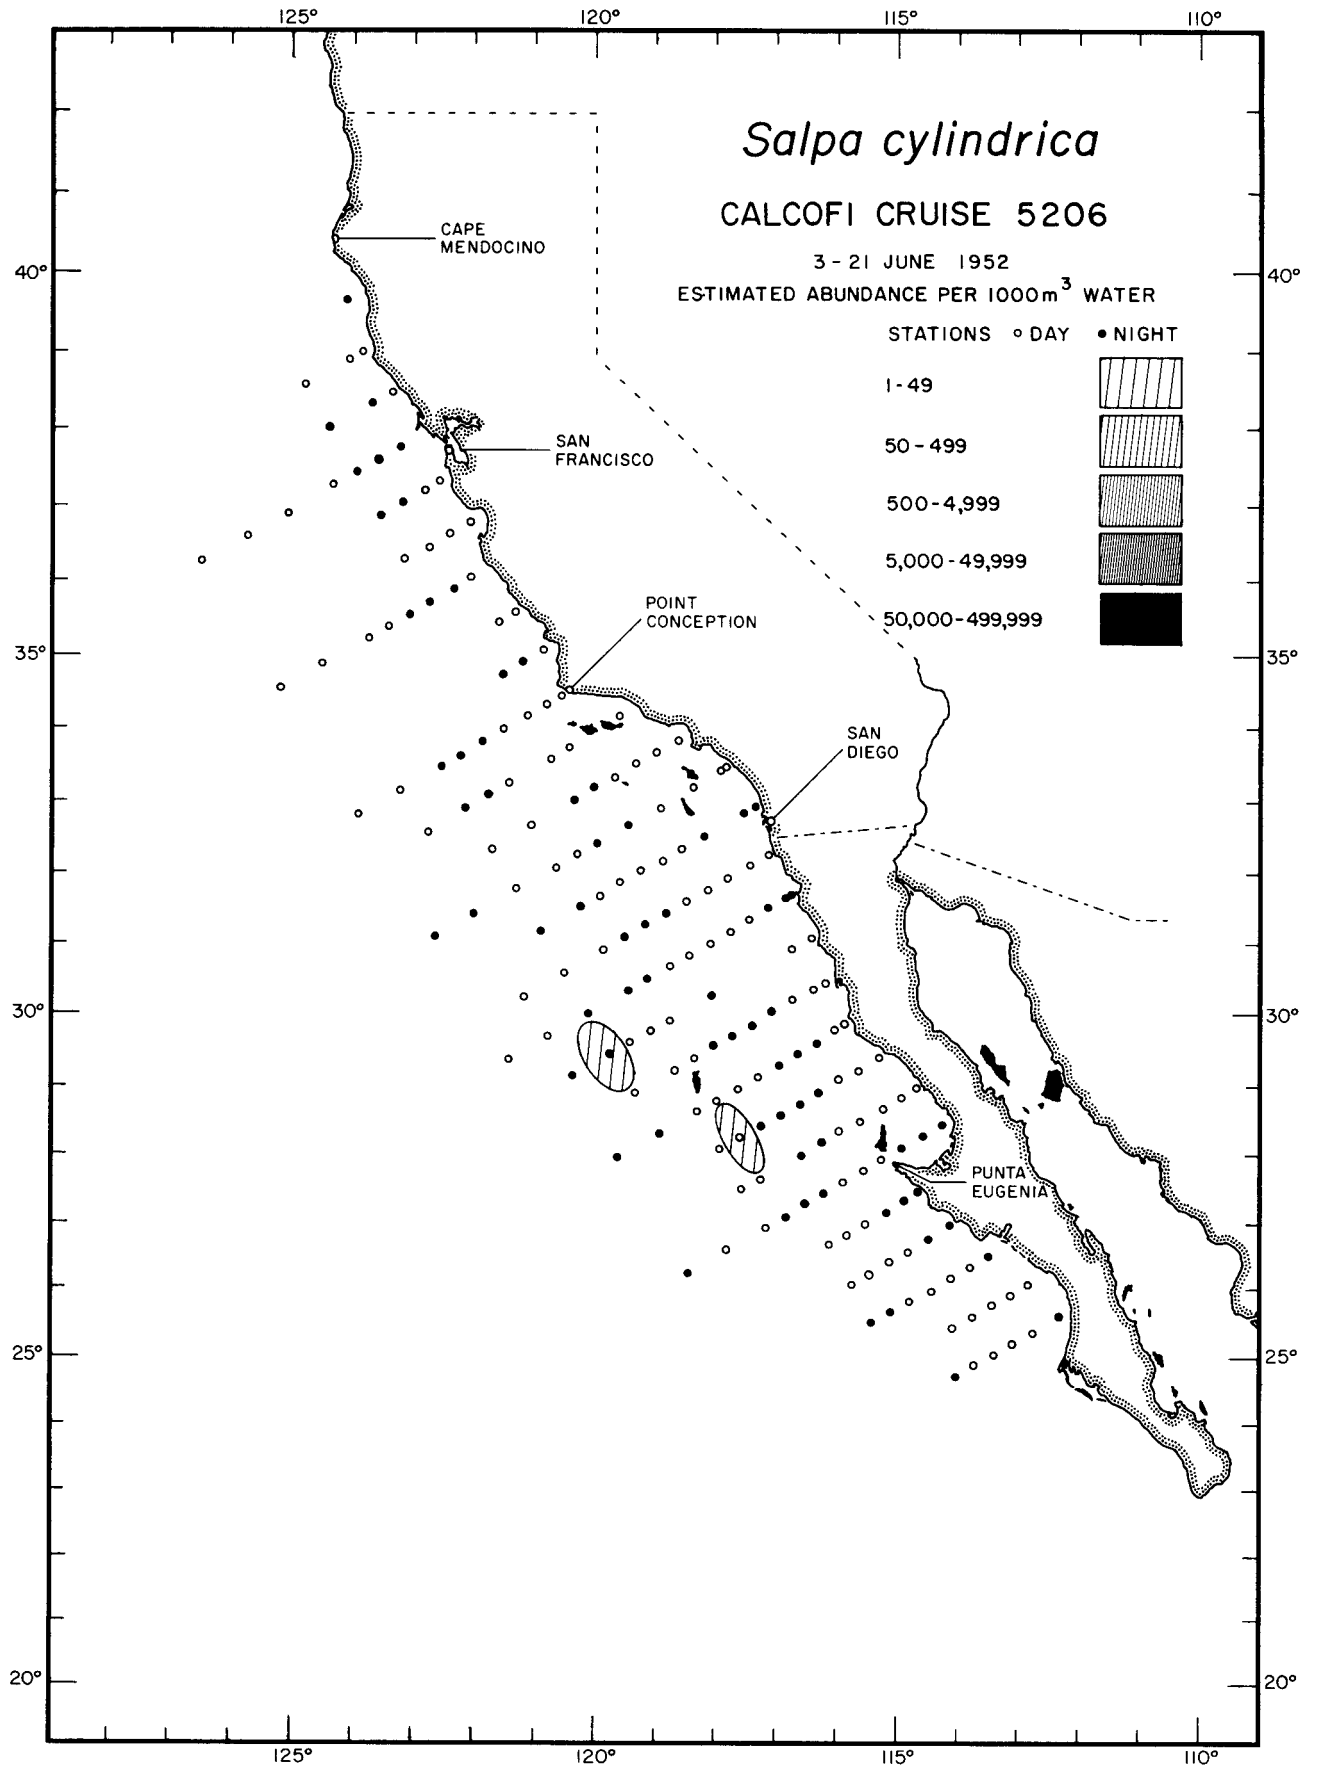 125° 120° 115° 110°
Salpa cylindrica
CALCOFI CRUISE 5206
3-21 JUNE 1952
ESTIMATED ABUNDANCE PER 1000m³ WATER
STATIONS ○ DAY ● NIGHT
1-49
50-499
500-4,999
5,000-49,999
50,000-499,999
CAPE
MENDOCINO
40° 40°
SAN
FRANCISCO
POINT
CONCEPTION
35° 35°
SAN
DIEGO
30° 30°
PUNTA
EUGENIA
25° 25°
20° 20°
125° 120° 115° 110°